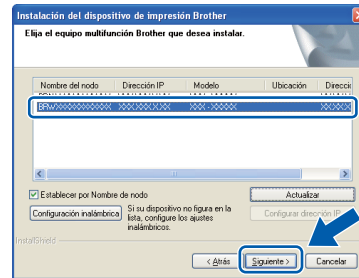 Instalación del dispositivo de impresión Brother
Elija el equipo multifunción Brother que desea instalar.
Nombre del nodo Dirección IP Modelo Ubicación Direcció
BRWXXXXXXXXXXXX XXX.XXX.X.XX XXX-XXXXX XX:XX:X
Establecer por Nombre de nodo
Actualizar
Configuración inalámbrica
Si su dispositivo no figura en la
lista, configure los ajustes
inalámbricos.
Configurar dirección IP
InstallShield
< Atrás Siguiente > Cancelar